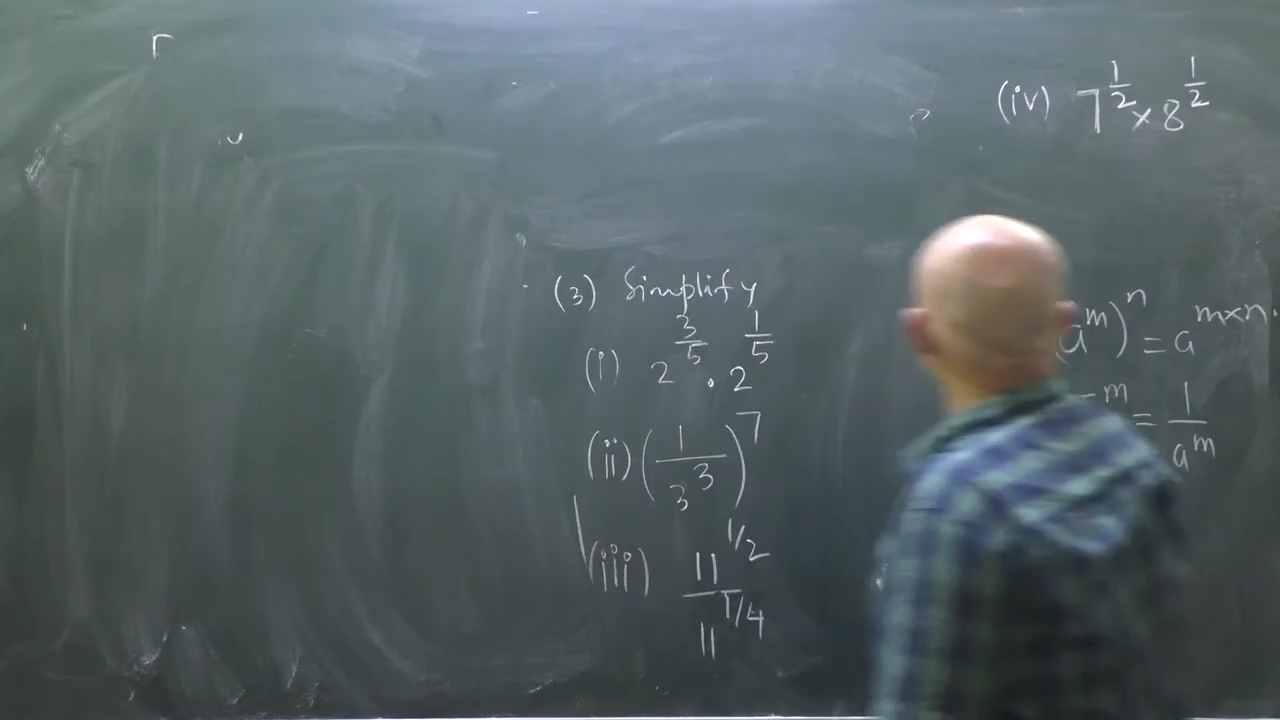 (3) Simplify
(i) 2^{3/5} . 2^{1/5}
(ii) (1/3^3)^7
(iii) 11^{1/2} / 11^{1/4}
(iv) 7^{1/2} × 8^{1/2}
a^m)^n = a^{m×n}.
^{-m} = 1/a^m